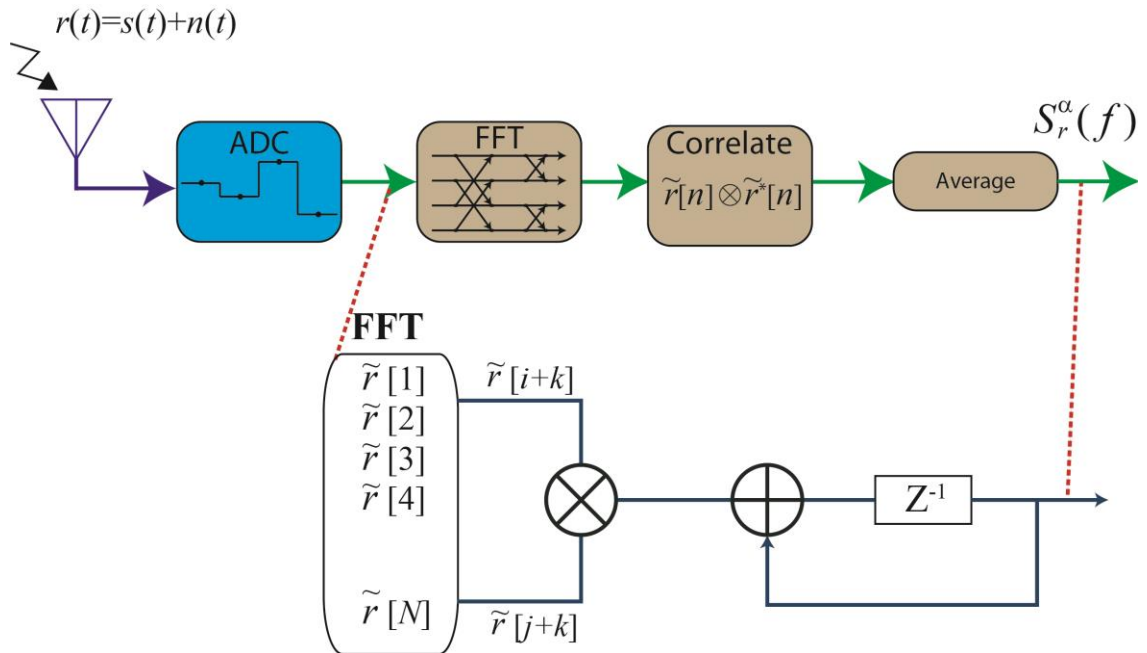 r(t)=s(t)+n(t)
ADC
FFT
Correlate
r̃[n]⊗r̃*[n]
Average
S_r^α(f)
FFT
r̃ [1]
r̃ [2]
r̃ [3]
r̃ [4]
r̃ [N]
r̃ [i+k]
r̃ [j+k]
Z⁻¹